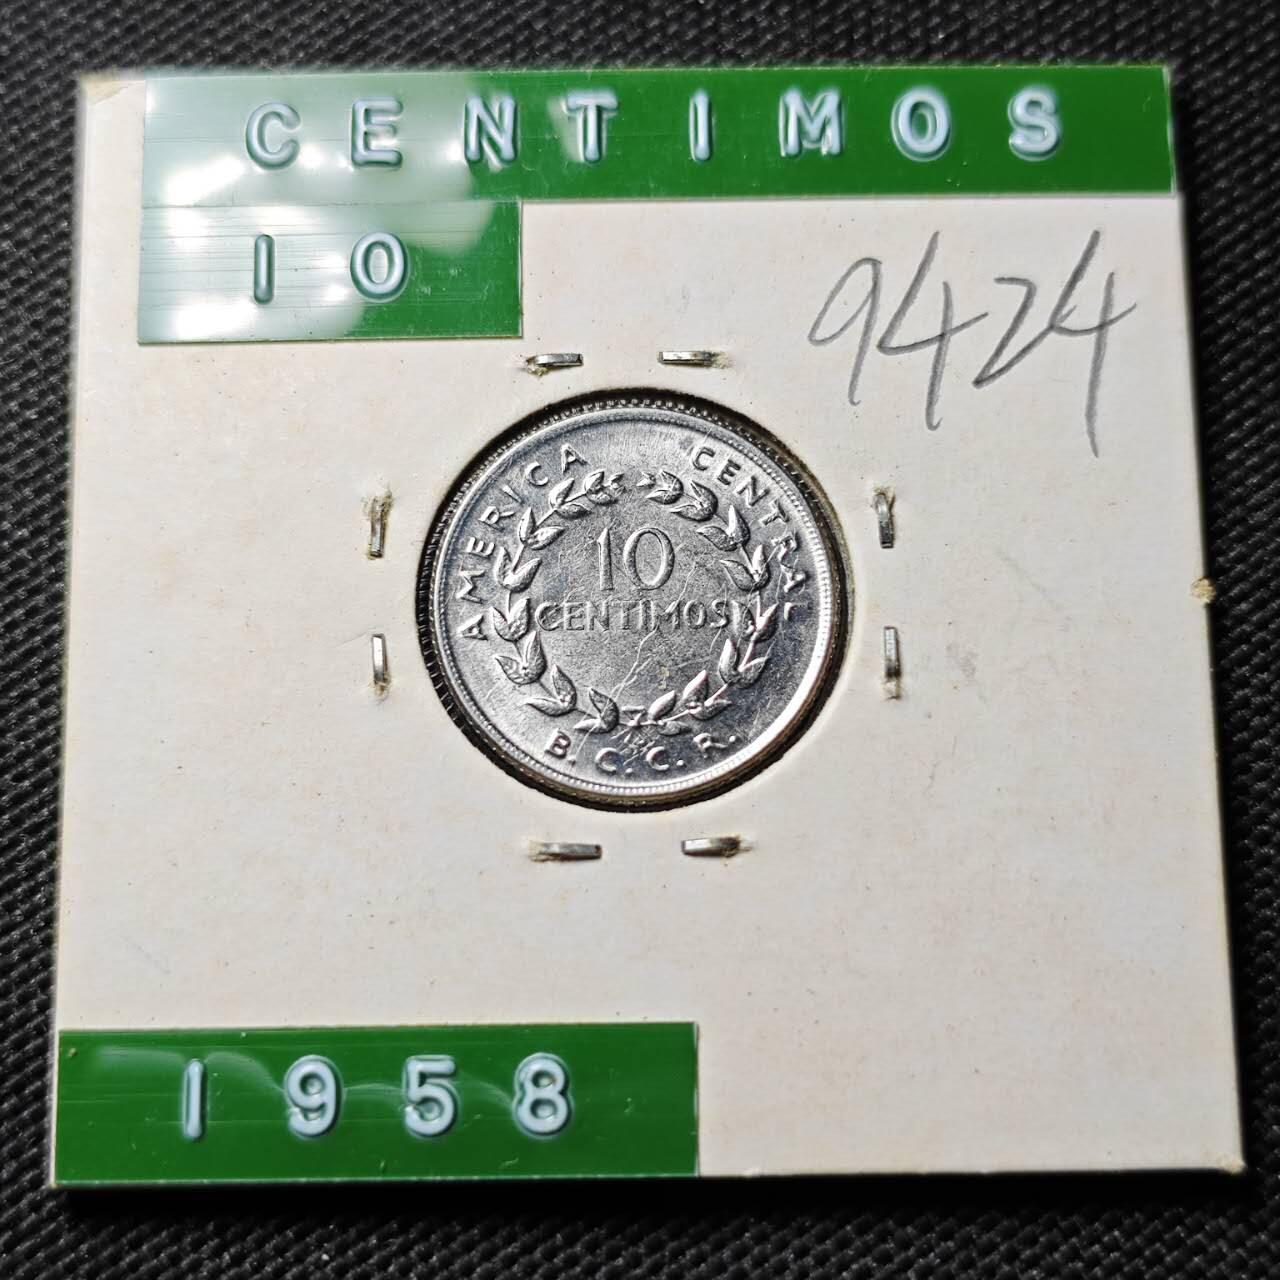 CENTIMOS
10
9424
AMERICA CENTRAL
10
CENTIMOS
B. C. C. R.
1958